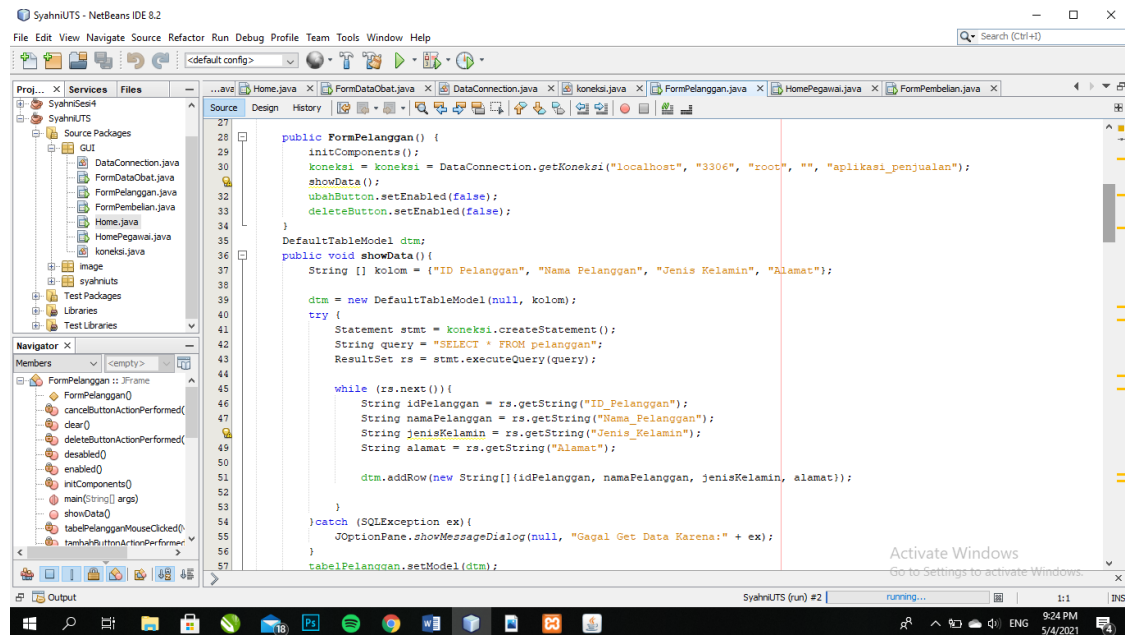 SyahniUTS - NetBeans IDE 8.2
File Edit View Navigate Source Refactor Run Debug Profile Team Tools Window Help
Search (Ctrl+I)
<default config>
Proj... Services Files
SyahniSesi4
SyahniUTS
Source Packages
GUI
DataConnection.java
FormDataObat.java
FormPelanggan.java
FormPembelian.java
Home.java
HomePegawai.java
koneksi.java
image
syahniuts
Test Packages
Libraries
Test Libraries
Navigator
Members <empty>
FormPelanggan :: JFrame
FormPelanggan()
cancelButtonActionPerformed(
clear()
deleteButtonActionPerformed(
desabled()
enabled()
initComponents()
main(String[] args)
showData()
tabelPelangganMouseClicked(
tambahButtonActionPerformed
...ava Home.java FormDataObat.java DataConnection.java koneksi.java FormPelanggan.java HomePegawai.java FormPembelian.java
Source Design History
27
28 public FormPelanggan() {
29 initComponents();
30 koneksi = koneksi = DataConnection.getKoneksi("localhost", "3306", "root", "", "aplikasi_penjualan");
showData();
32 ubahButton.setEnabled(false);
33 deleteButton.setEnabled(false);
34 }
35 DefaultTableModel dtm;
36 public void showData(){
37 String [] kolom = {"ID Pelanggan", "Nama Pelanggan", "Jenis Kelamin", "Alamat"};
38
39 dtm = new DefaultTableModel(null, kolom);
40 try {
41 Statement stmt = koneksi.createStatement();
42 String query = "SELECT * FROM pelanggan";
43 ResultSet rs = stmt.executeQuery(query);
44
45 while (rs.next()){
46 String idPelanggan = rs.getString("ID_Pelanggan");
47 String namaPelanggan = rs.getString("Nama_Pelanggan");
String jenisKelamin = rs.getString("Jenis_Kelamin");
49 String alamat = rs.getString("Alamat");
50
51 dtm.addRow(new String[]{idPelanggan, namaPelanggan, jenisKelamin, alamat});
52
53 }
54 }catch (SQLException ex){
55 JOptionPane.showMessageDialog(null, "Gagal Get Data Karena:" + ex);
56 }
57 tabelPelanggan.setModel(dtm);
Activate Windows
Go to Settings to activate Windows.
Output
SyahniUTS (run) #2 running... 1:1 INS
18
ENG
9:24 PM
5/4/2021
4